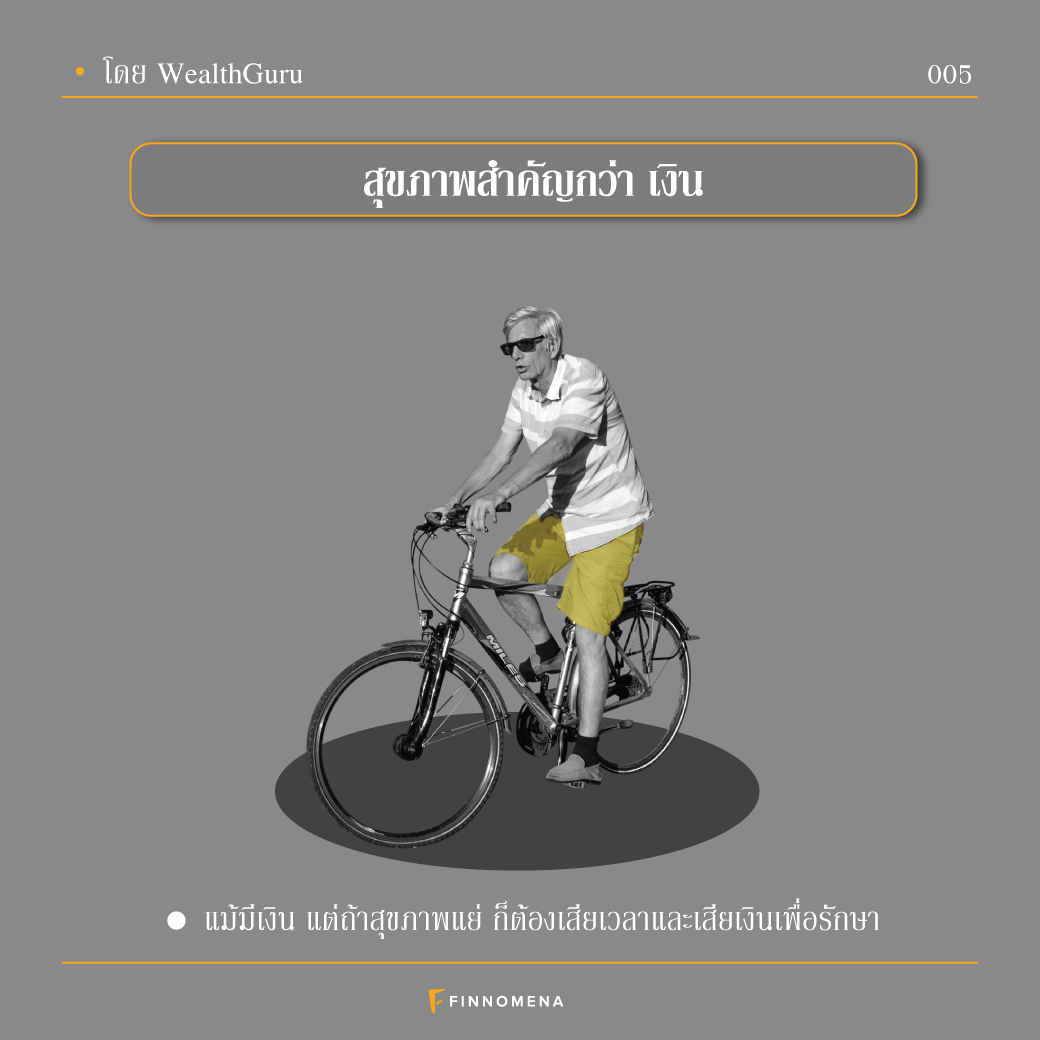 โดย WealthGuru
005
สุขภาพสำคัญกว่า เงิน
MILES
แม้มีเงิน แต่ถ้าสุขภาพแย่ ก็ต้องเสียเวลาและเสียเงินเพื่อรักษา
FINNOMENA